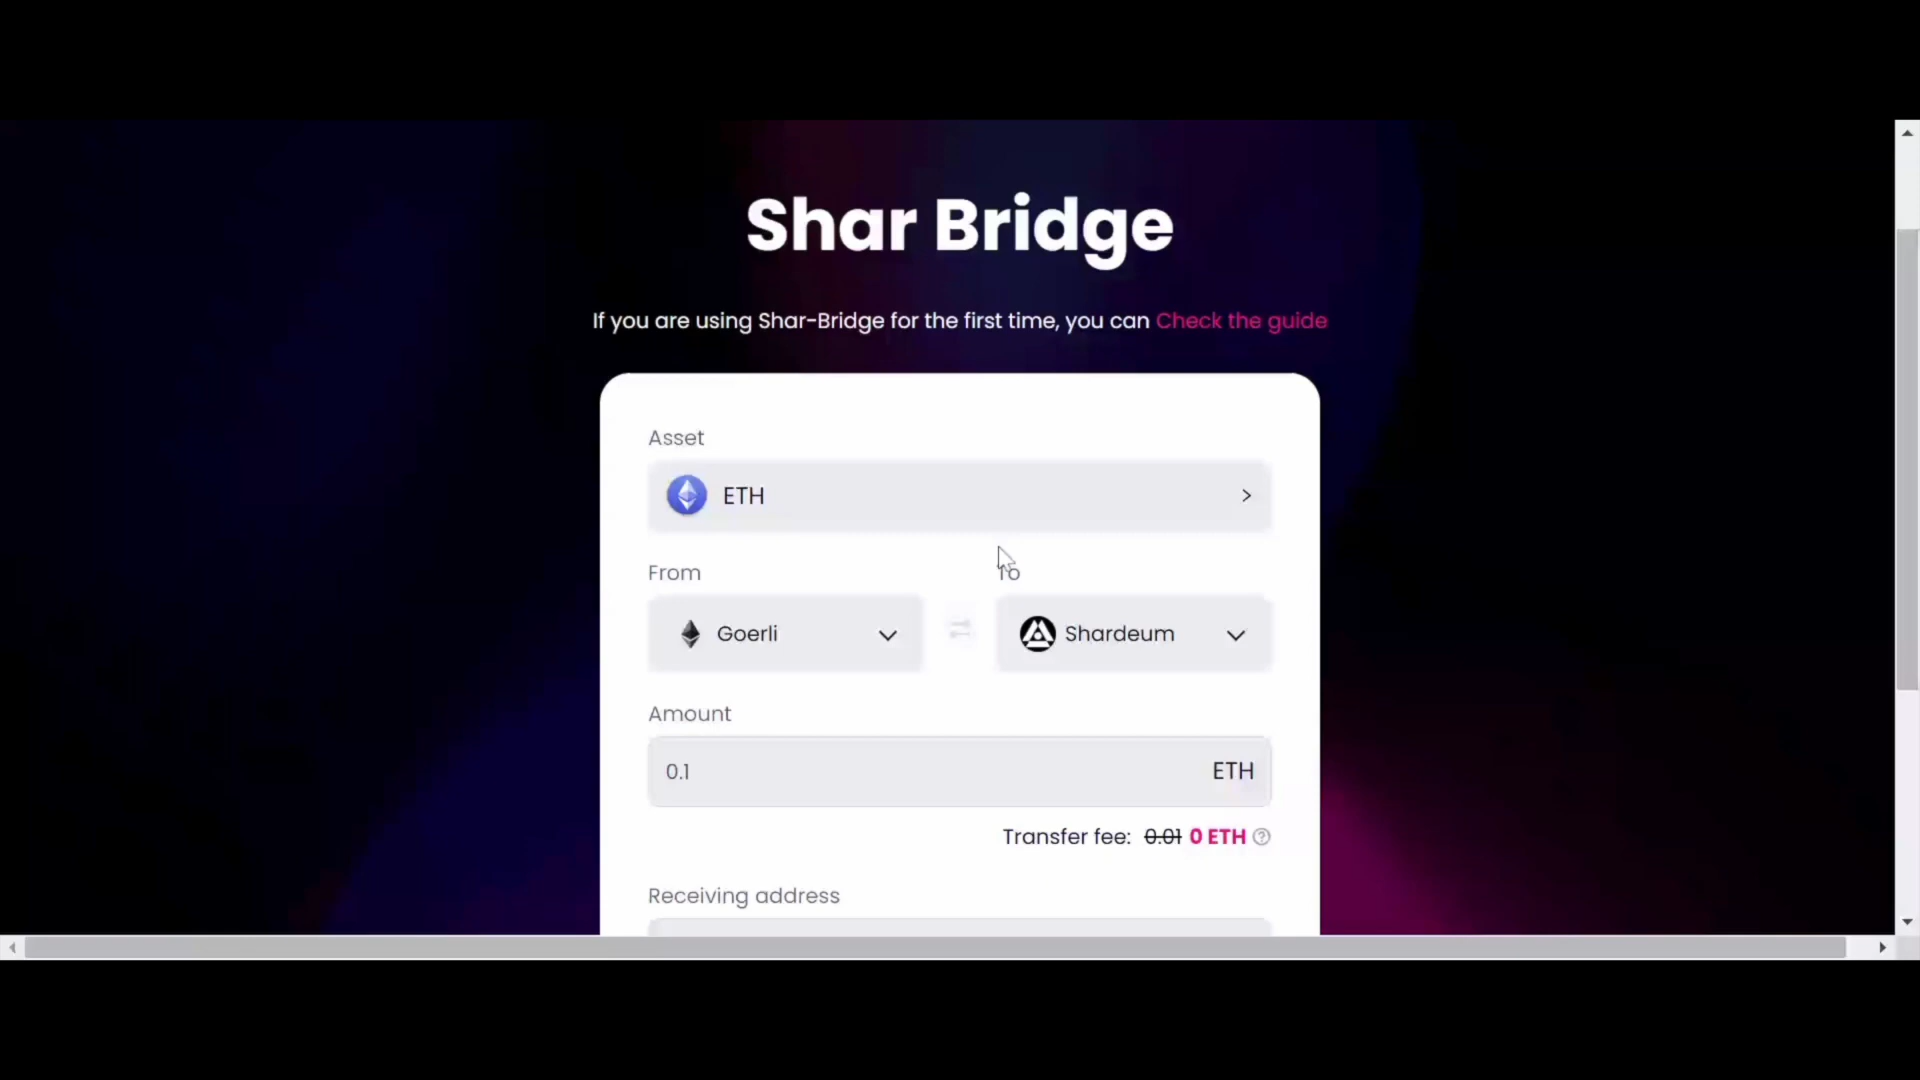 Shar Bridge
If you are using Shar-Bridge for the first time, you can Check the guide
Asset
ETH
From
To
Goerli
Shardeum
Amount
0.1 ETH
Transfer fee: 0.01 0 ETH
Receiving address